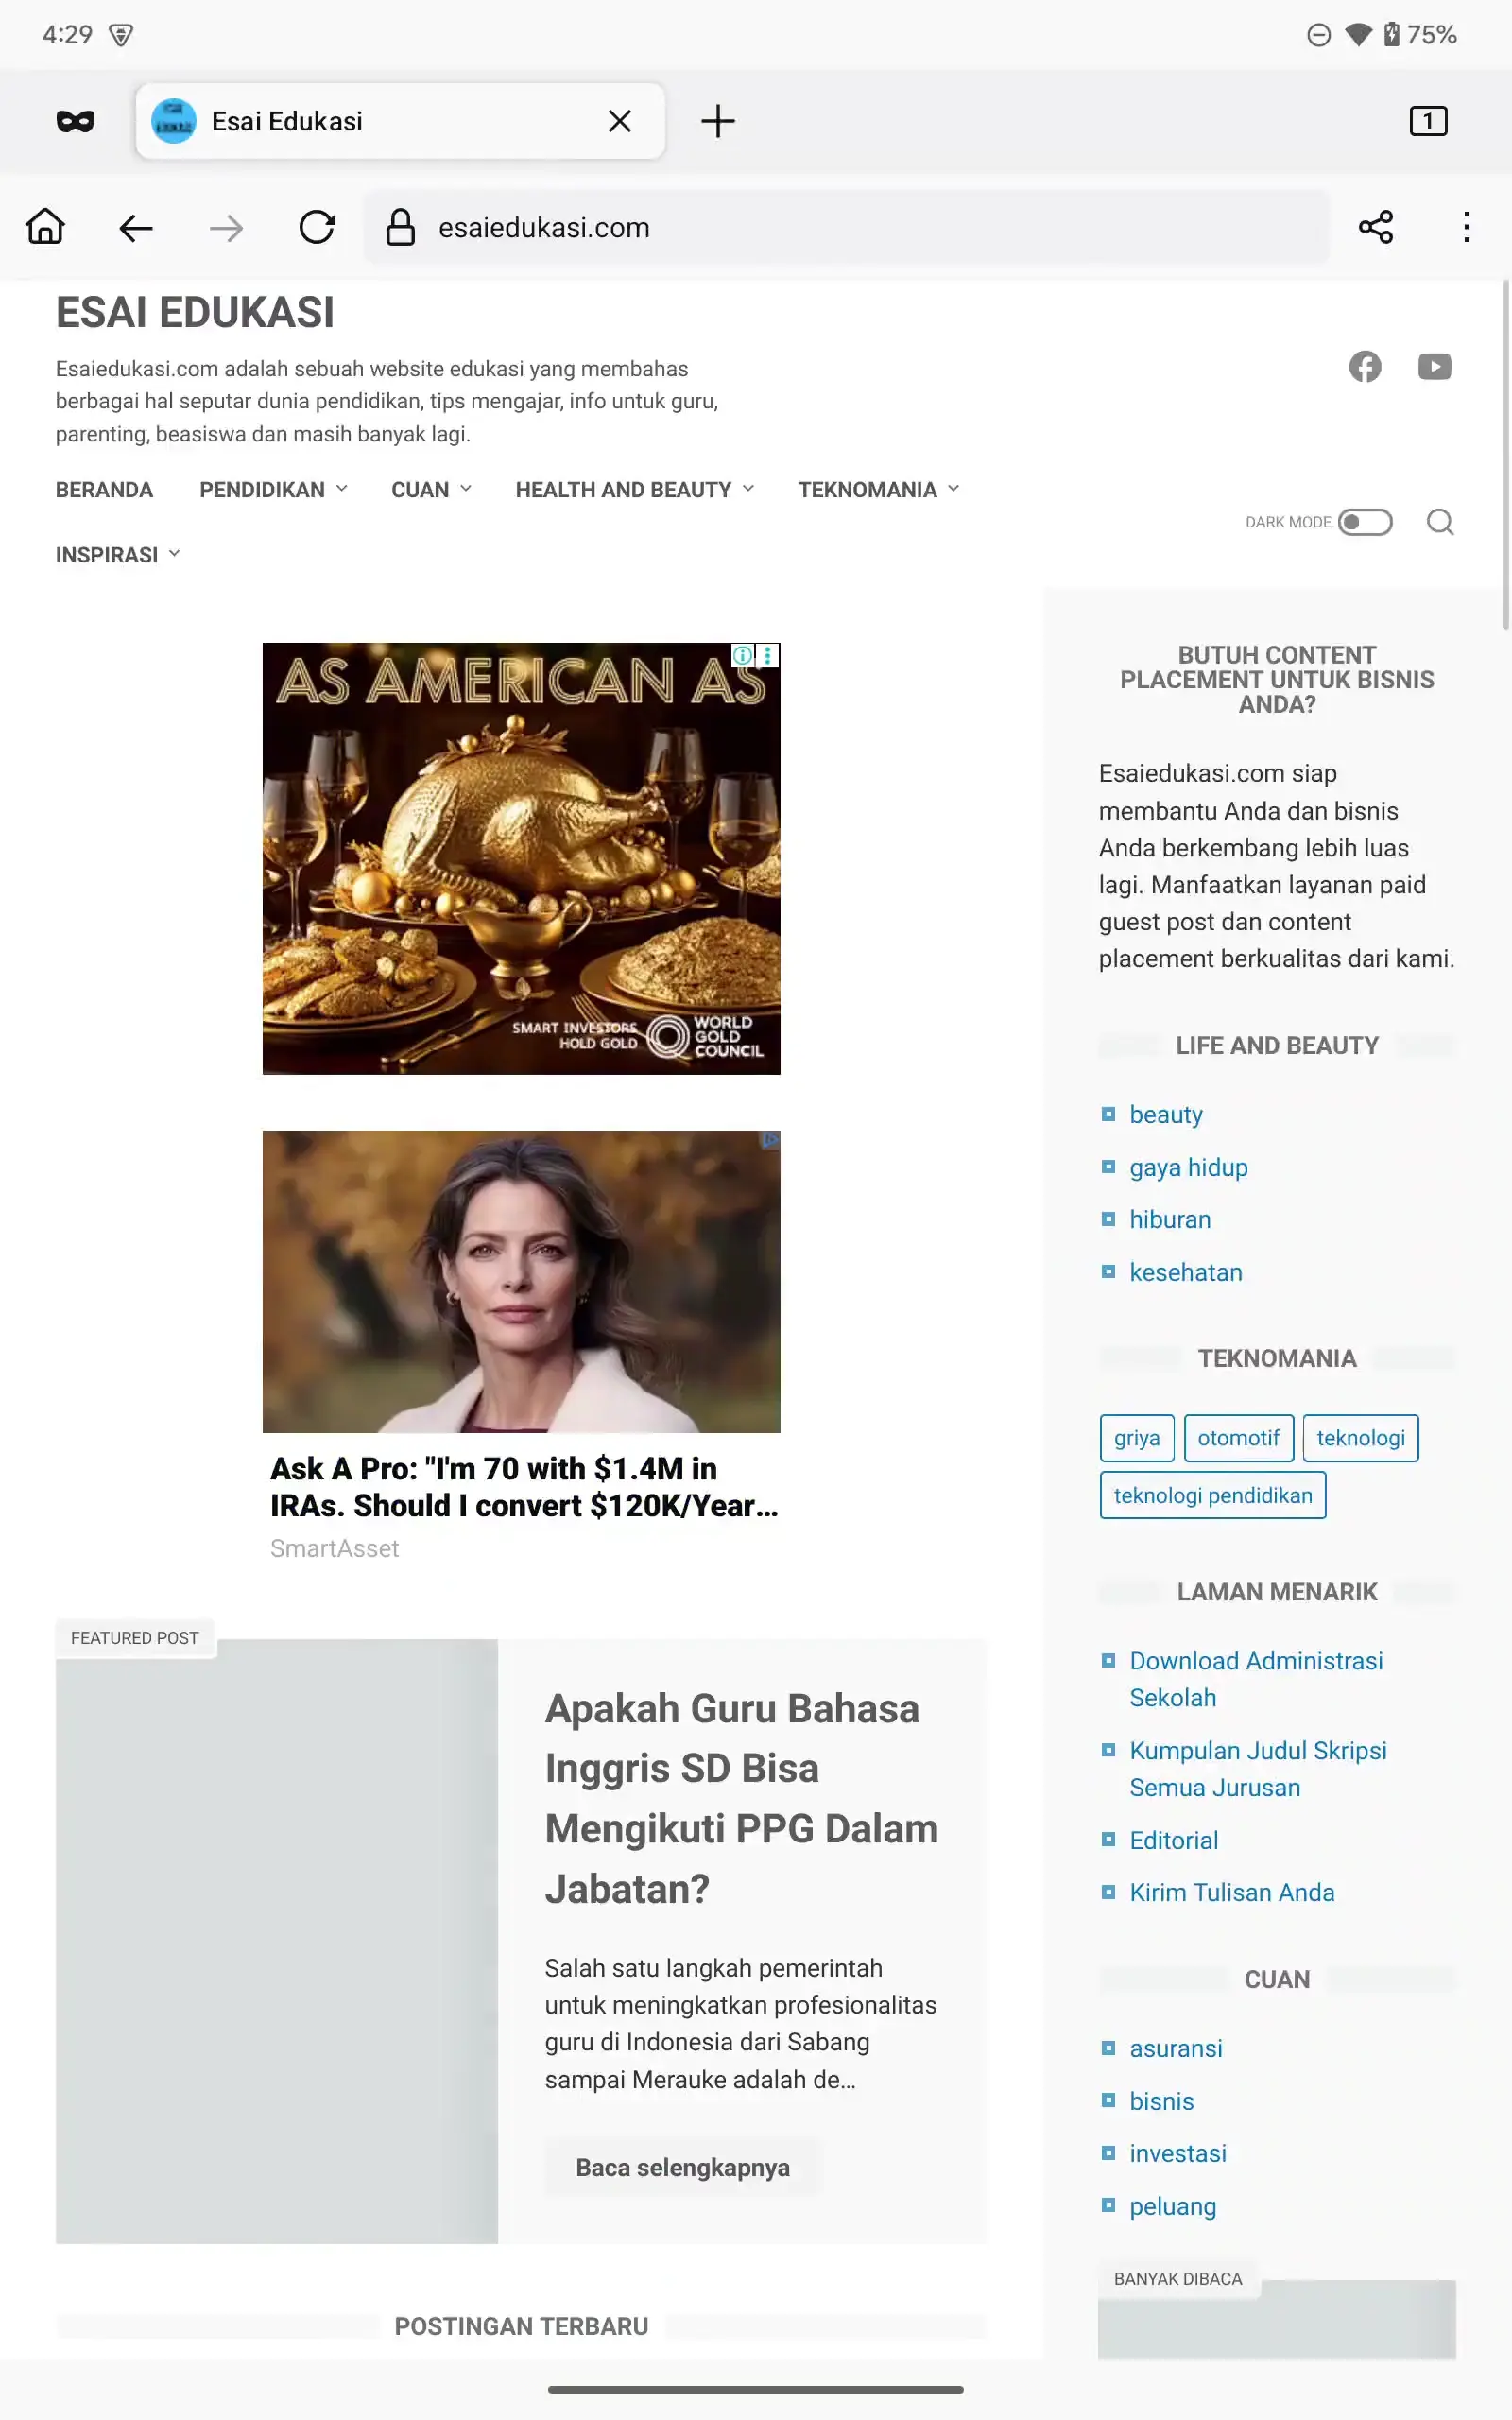 4:29
75%
Esai Edukasi
1
esaiedukasi.com
ESAI EDUKASI
Esaiedukasi.com adalah sebuah website edukasi yang membahas
berbagai hal seputar dunia pendidikan, tips mengajar, info untuk guru,
parenting, beasiswa dan masih banyak lagi.
BERANDA
PENDIDIKAN
CUAN
HEALTH AND BEAUTY
TEKNOMANIA
INSPIRASI
DARK MODE
AS AMERICAN AS
SMART INVESTORS
HOLD GOLD
WORLD
GOLD
COUNCIL
Ask A Pro: "I'm 70 with $1.4M in
IRAs. Should I convert $120K/Year...
SmartAsset
FEATURED POST
Apakah Guru Bahasa
Inggris SD Bisa
Mengikuti PPG Dalam
Jabatan?
Salah satu langkah pemerintah
untuk meningkatkan profesionalitas
guru di Indonesia dari Sabang
sampai Merauke adalah de...
Baca selengkapnya
POSTINGAN TERBARU
BUTUH CONTENT
PLACEMENT UNTUK BISNIS
ANDA?
Esaiedukasi.com siap
membantu Anda dan bisnis
Anda berkembang lebih luas
lagi. Manfaatkan layanan paid
guest post dan content
placement berkualitas dari kami.
LIFE AND BEAUTY
beauty
gaya hidup
hiburan
kesehatan
TEKNOMANIA
griya
otomotif
teknologi
teknologi pendidikan
LAMAN MENARIK
Download Administrasi
Sekolah
Kumpulan Judul Skripsi
Semua Jurusan
Editorial
Kirim Tulisan Anda
CUAN
asuransi
bisnis
investasi
peluang
BANYAK DIBACA